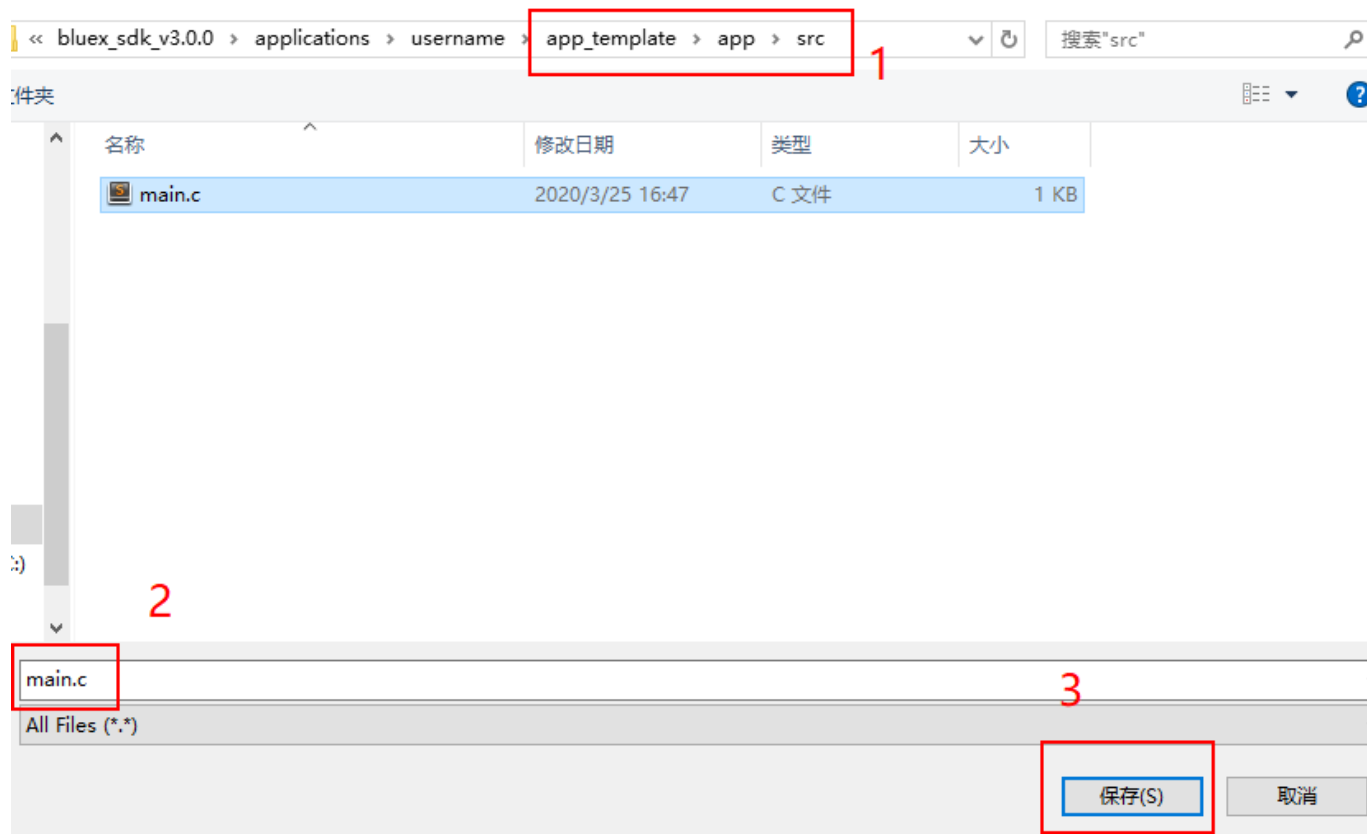 « bluex_sdk_v3.0.0 › applications › username › app_template › app › src
搜索"src"
1
件夹
?
名称 修改日期 类型 大小
main.c 2020/3/25 16:47 C 文件 1 KB
:)
2
main.c
3
All Files (*.*)
保存(S) 取消